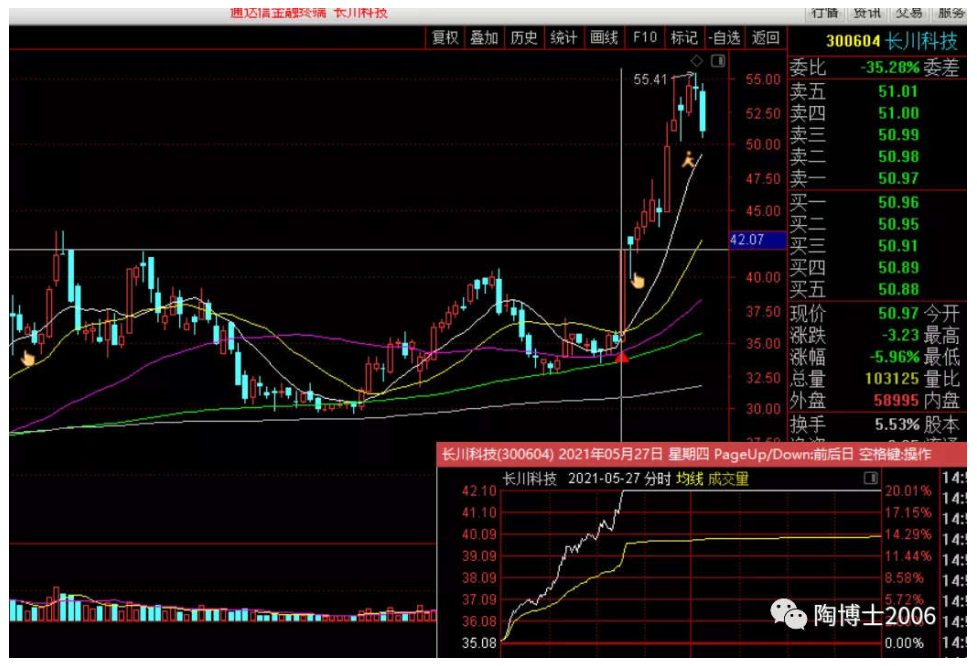 通达信金融终端 长川科技
行情 资讯 交易 服务
复权 叠加 历史 统计 画线 F10 标记 -自选 返回
300604 长川科技
委比 -35.28% 委差
卖五 51.01
卖四 51.00
卖三 50.99
卖二 50.98
卖一 50.97
买一 50.96
买二 50.95
买三 50.91
买四 50.89
买五 50.88
现价 50.97 今开
涨跌 -3.23 最高
涨幅 -5.96% 最低
总量 103125 量比
外盘 58995 内盘
换手 5.53% 股本
55.41
55.00
52.50
50.00
47.50
45.00
42.07
40.00
37.50
35.00
32.50
30.00
长川科技(300604) 2021年05月27日 星期四 PageUp/Down:前后日 空格键:操作
长川科技 2021-05-27 分时 均线 成交量
42.10 20.01%
41.10 17.15%
40.09 14.29%
39.09 11.44%
38.09 8.58%
37.09 5.72%
36.08
35.08 0.00%
陶博士2006